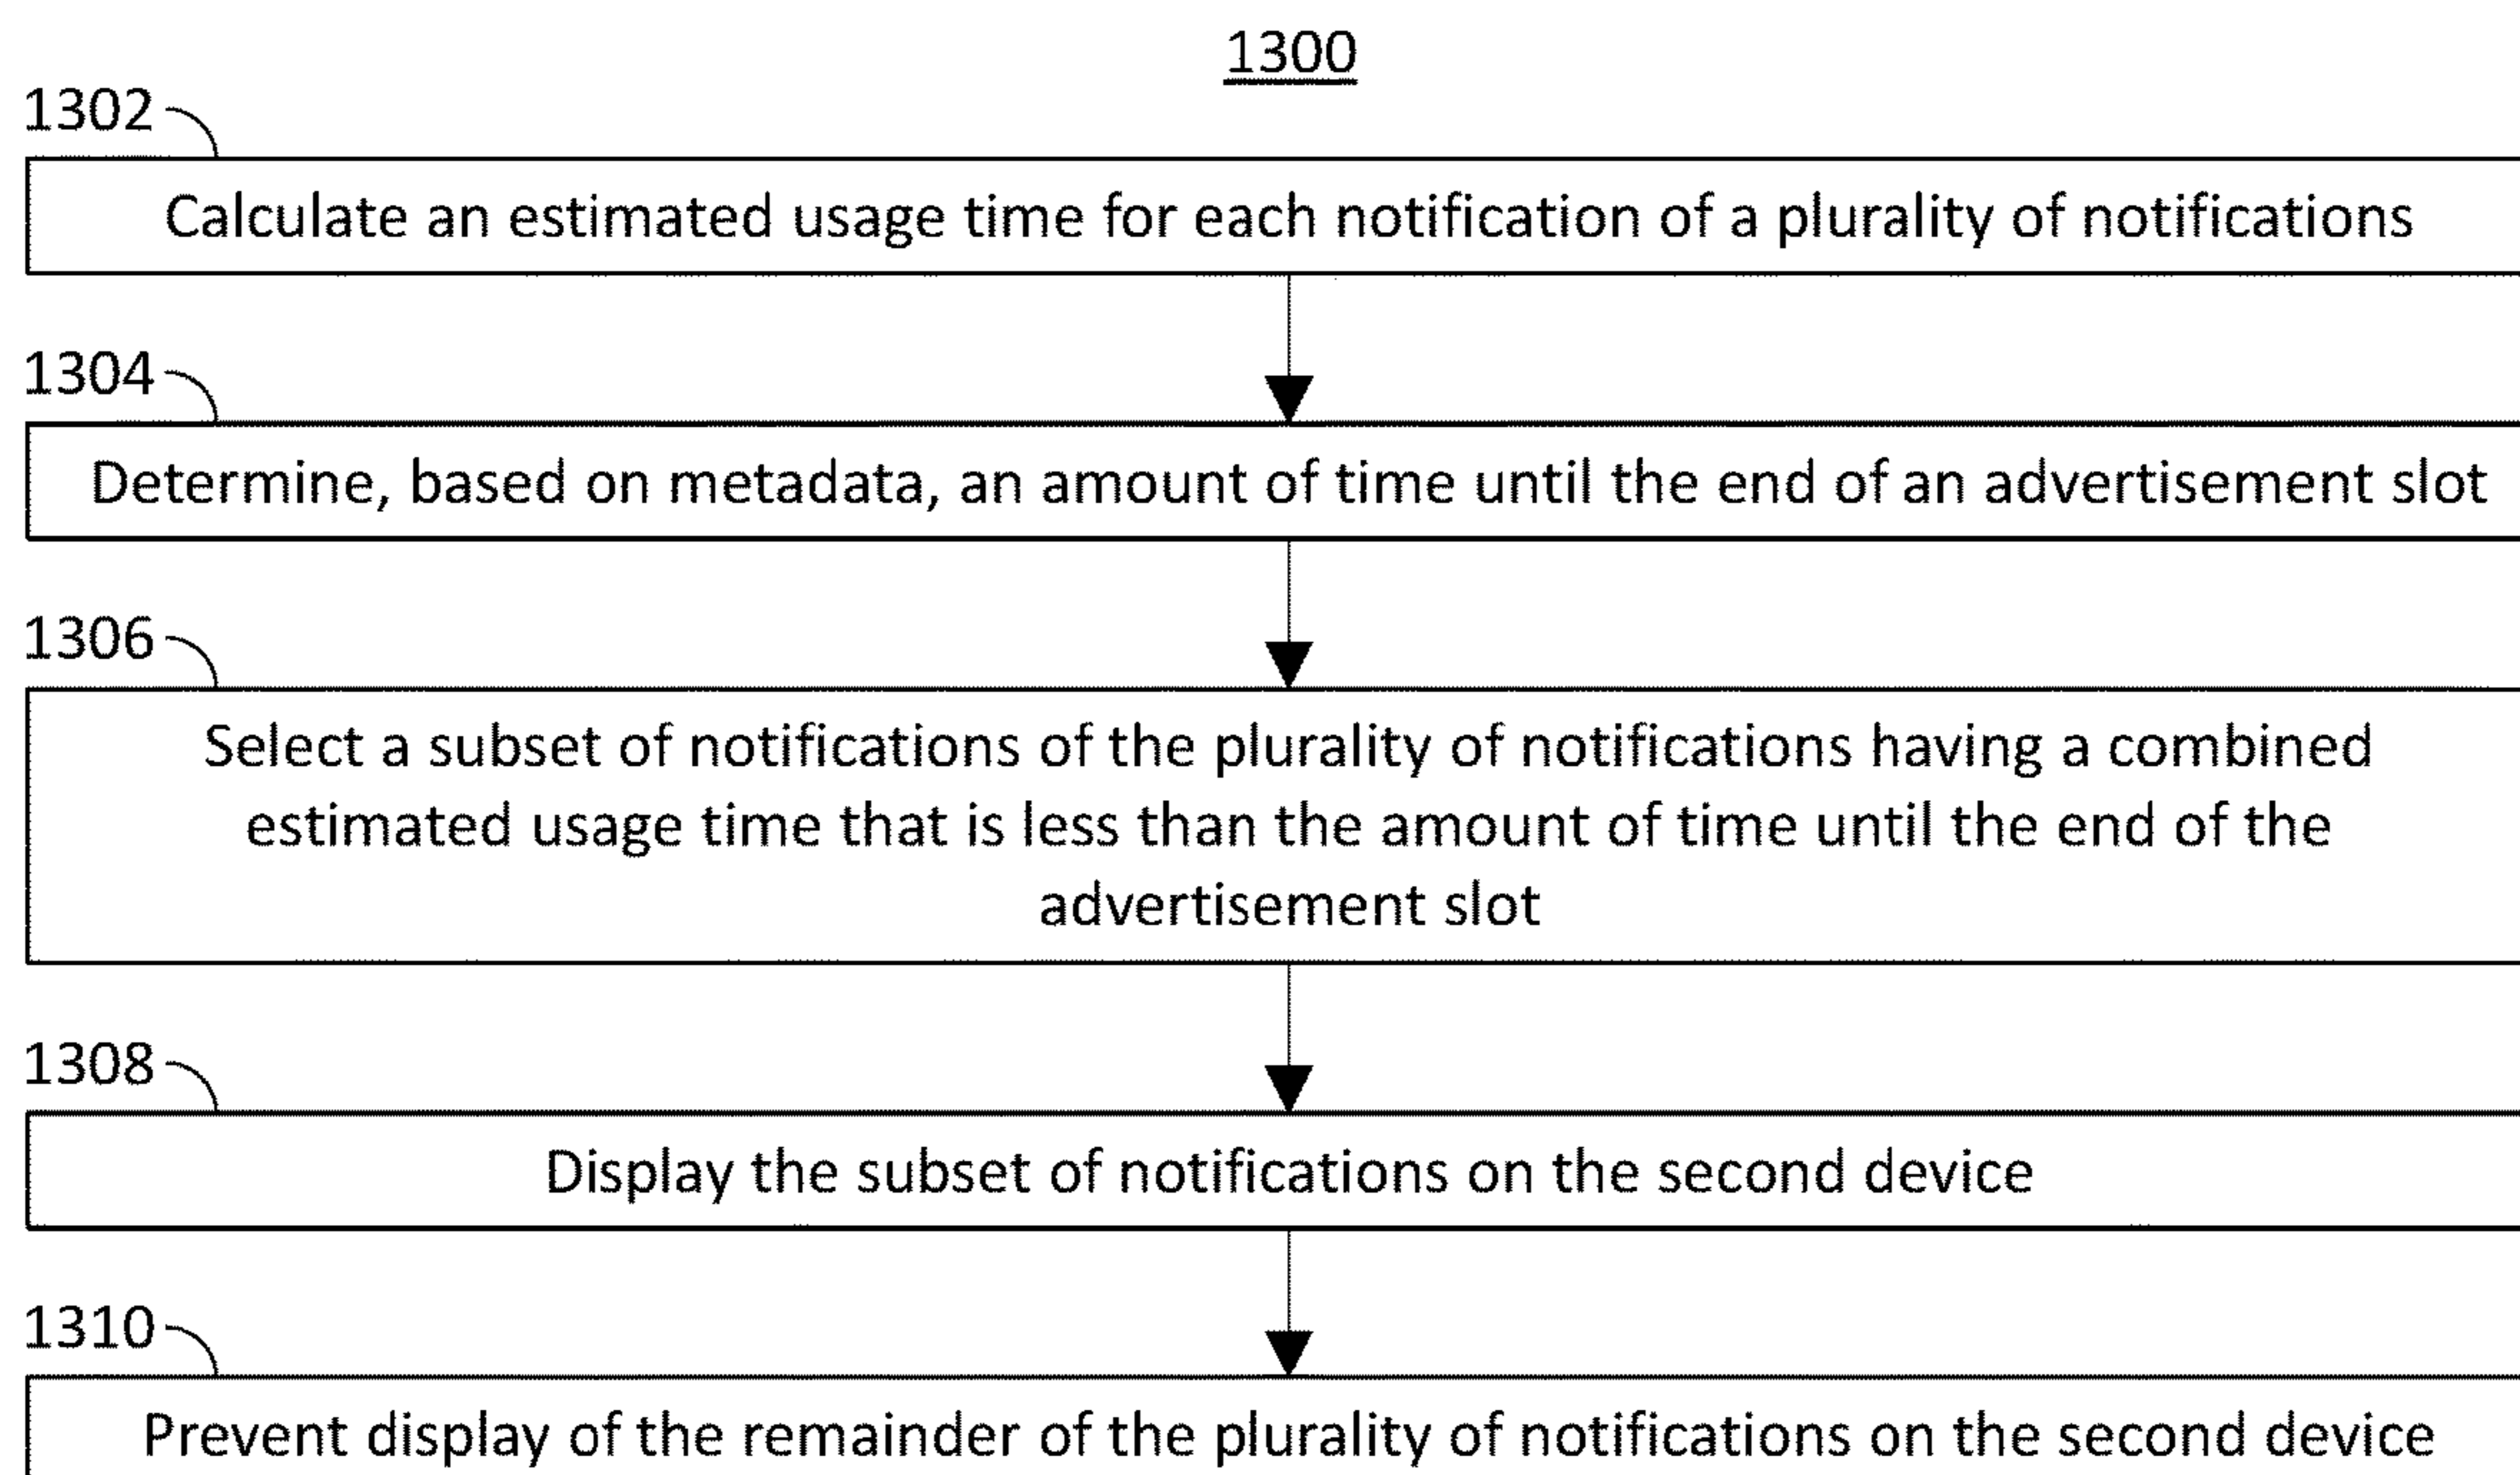 1300
1302
Calculate an estimated usage time for each notification of a plurality of notifications
1304
Determine, based on metadata, an amount of time until the end of an advertisement slot
1306
Select a subset of notifications of the plurality of notifications having a combined
estimated usage time that is less than the amount of time until the end of the
advertisement slot
1308
Display the subset of notifications on the second device
1310
Prevent display of the remainder of the plurality of notifications on the second device